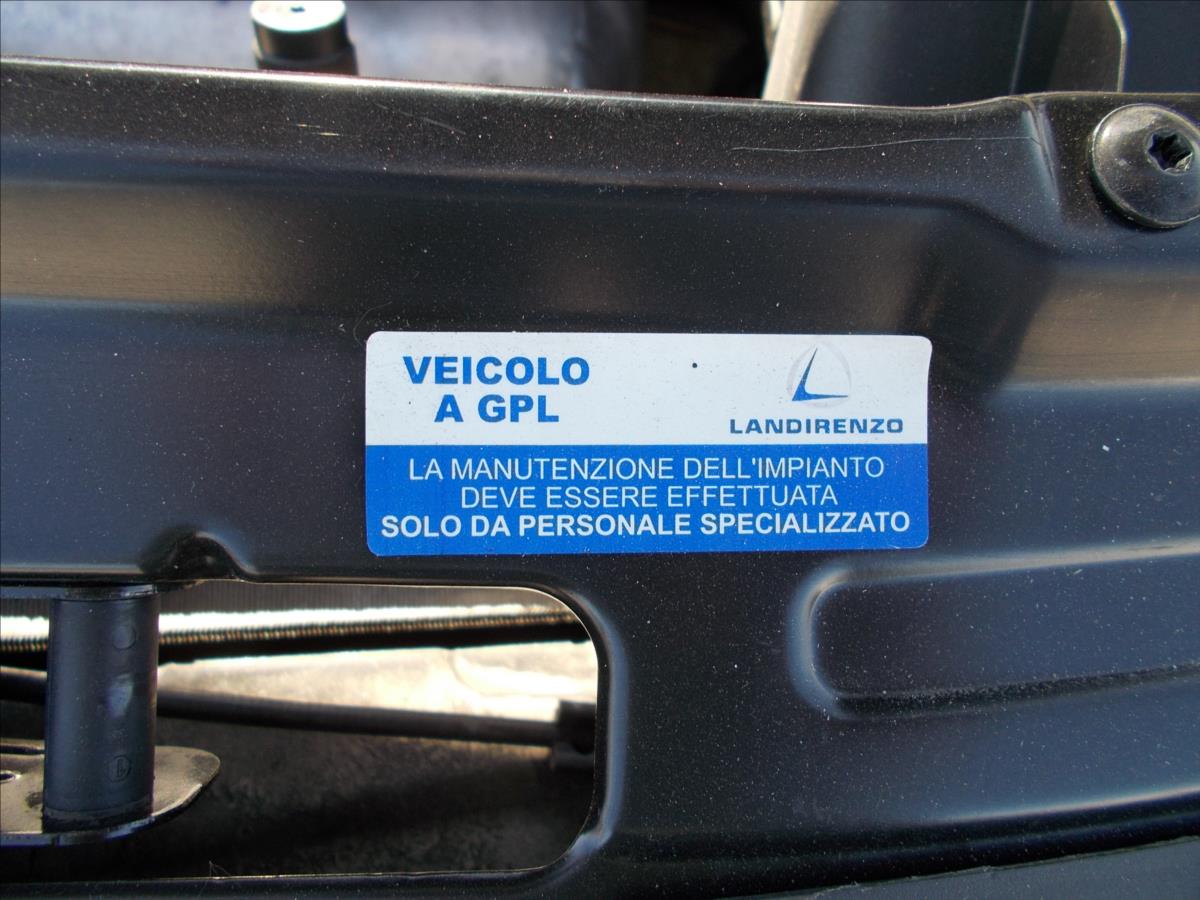 VEICOLO
A GPL
LANDIRENZO
LA MANUTENZIONE DELL'IMPIANTO
DEVE ESSERE EFFETTUATA
SOLO DA PERSONALE SPECIALIZZATO